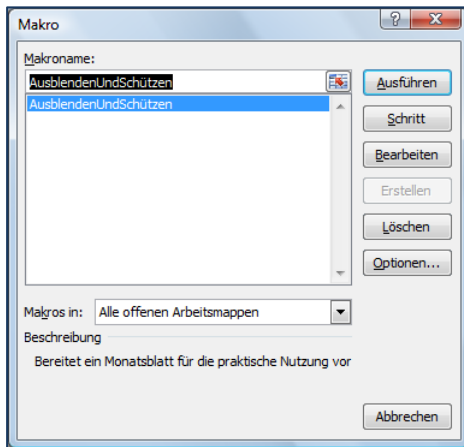 Makro
Makroname:
AusblendenUndSchützen
AusblendenUndSchützen
Ausführen
Schritt
Bearbeiten
Erstellen
Löschen
Optionen...
Makros in: Alle offenen Arbeitsmappen
Beschreibung
Bereitet ein Monatsblatt für die praktische Nutzung vor
Abbrechen